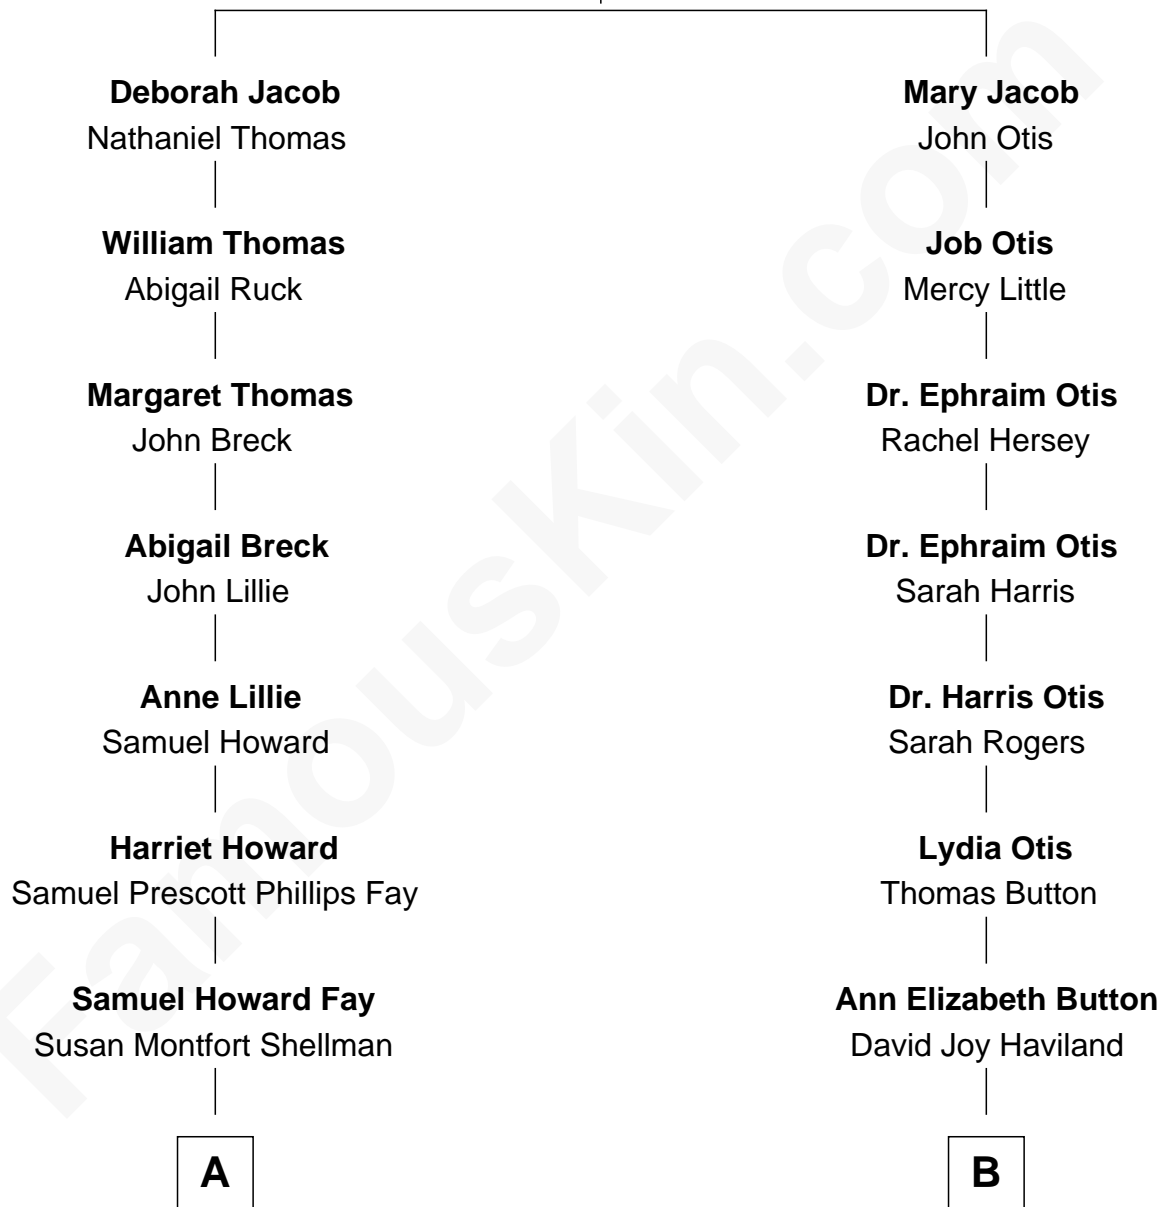 Deborah Jacob
Nathaniel Thomas
William Thomas
Abigail Ruck
Margaret Thomas
John Breck
Abigail Breck
John Lillie
Anne Lillie
Samuel Howard
Harriet Howard
Samuel Prescott Phillips Fay
Samuel Howard Fay
Susan Montfort Shellman
A
Mary Jacob
John Otis
Job Otis
Mercy Little
Dr. Ephraim Otis
Rachel Hersey
Dr. Ephraim Otis
Sarah Harris
Dr. Harris Otis
Sarah Rogers
Lydia Otis
Thomas Button
Ann Elizabeth Button
David Joy Haviland
B
FamousKin.com